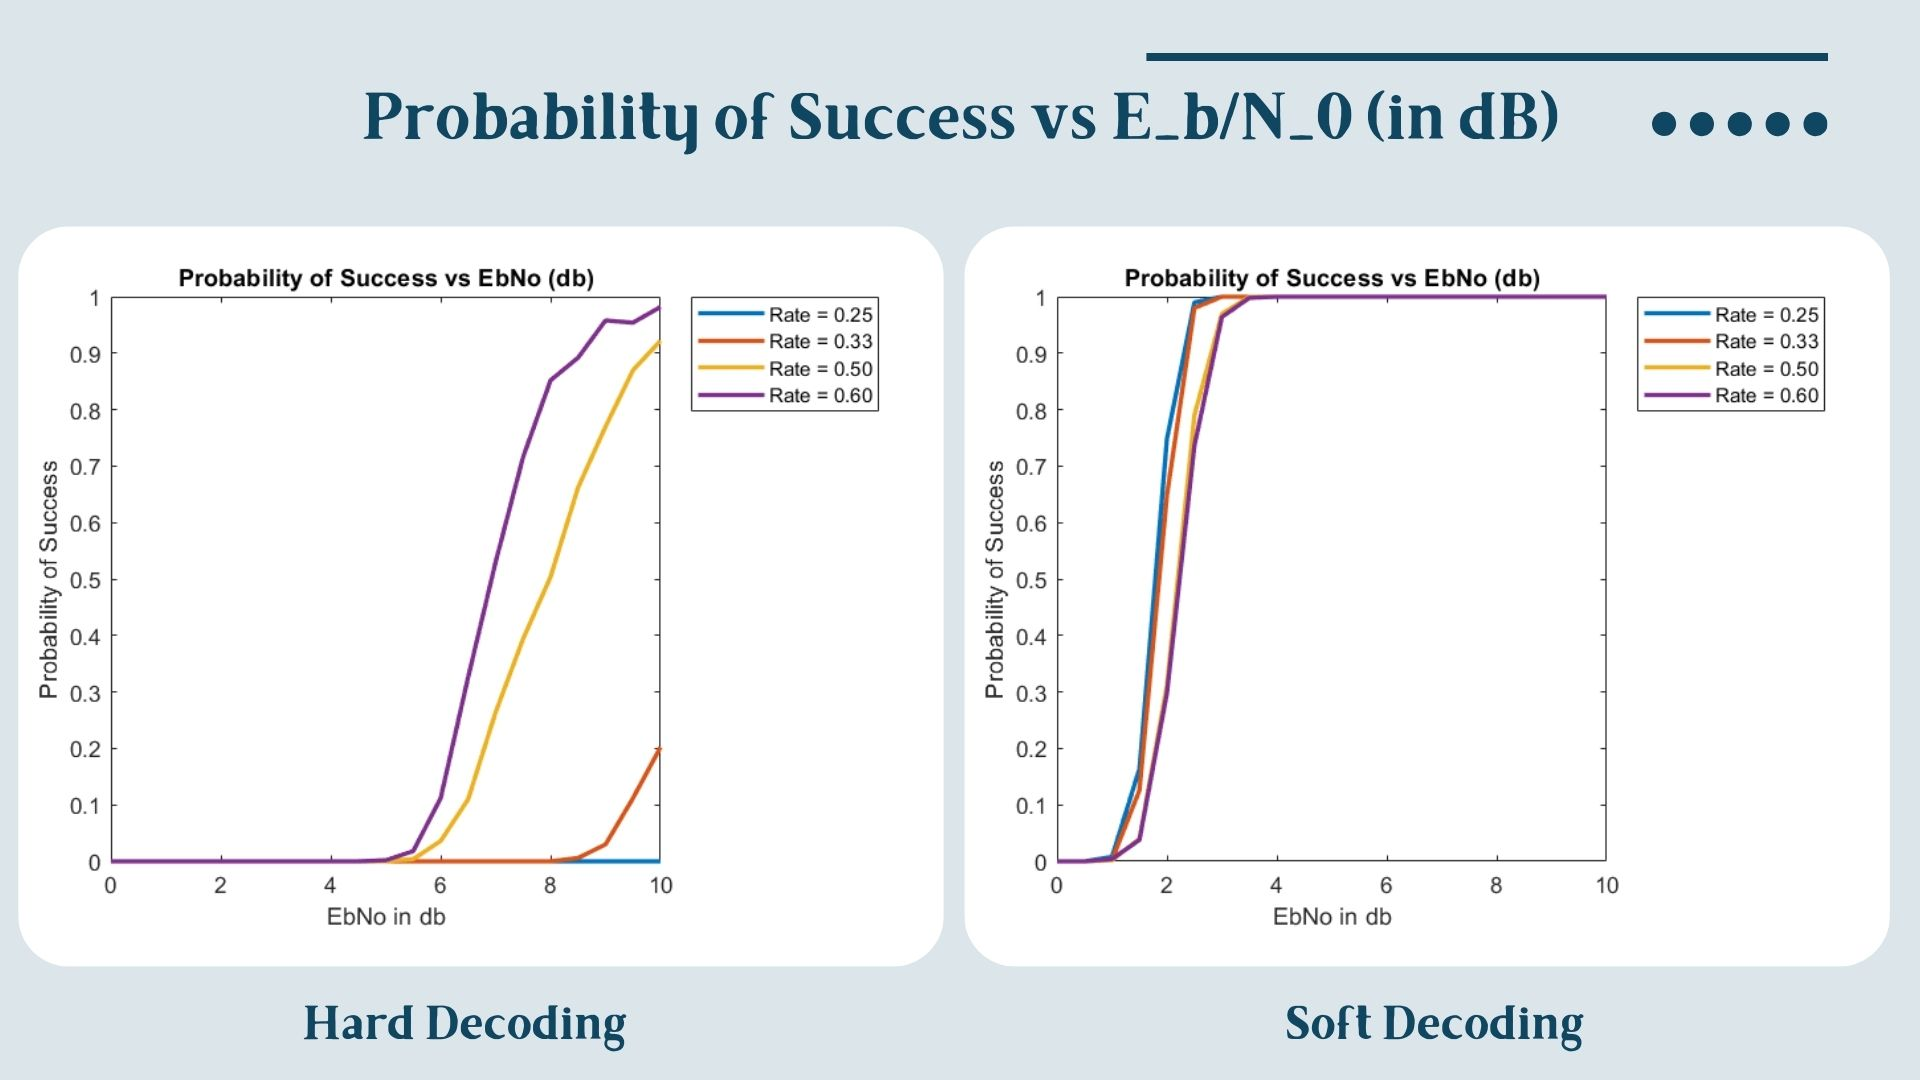 Probability of Success vs E_b/N_0 (in dB)
Probability of Success vs EbNo (db)
Probability of Success
1
0.9
0.8
0.7
0.6
0.5
0.4
0.3
0.2
0.1
0
0 2 4 6 8 10
EbNo in db
Rate = 0.25
Rate = 0.33
Rate = 0.50
Rate = 0.60
Hard Decoding
Probability of Success vs EbNo (db)
Probability of Success
1
0.9
0.8
0.7
0.6
0.5
0.4
0.3
0.2
0.1
0
0 2 4 6 8 10
EbNo in db
Rate = 0.25
Rate = 0.33
Rate = 0.50
Rate = 0.60
Soft Decoding